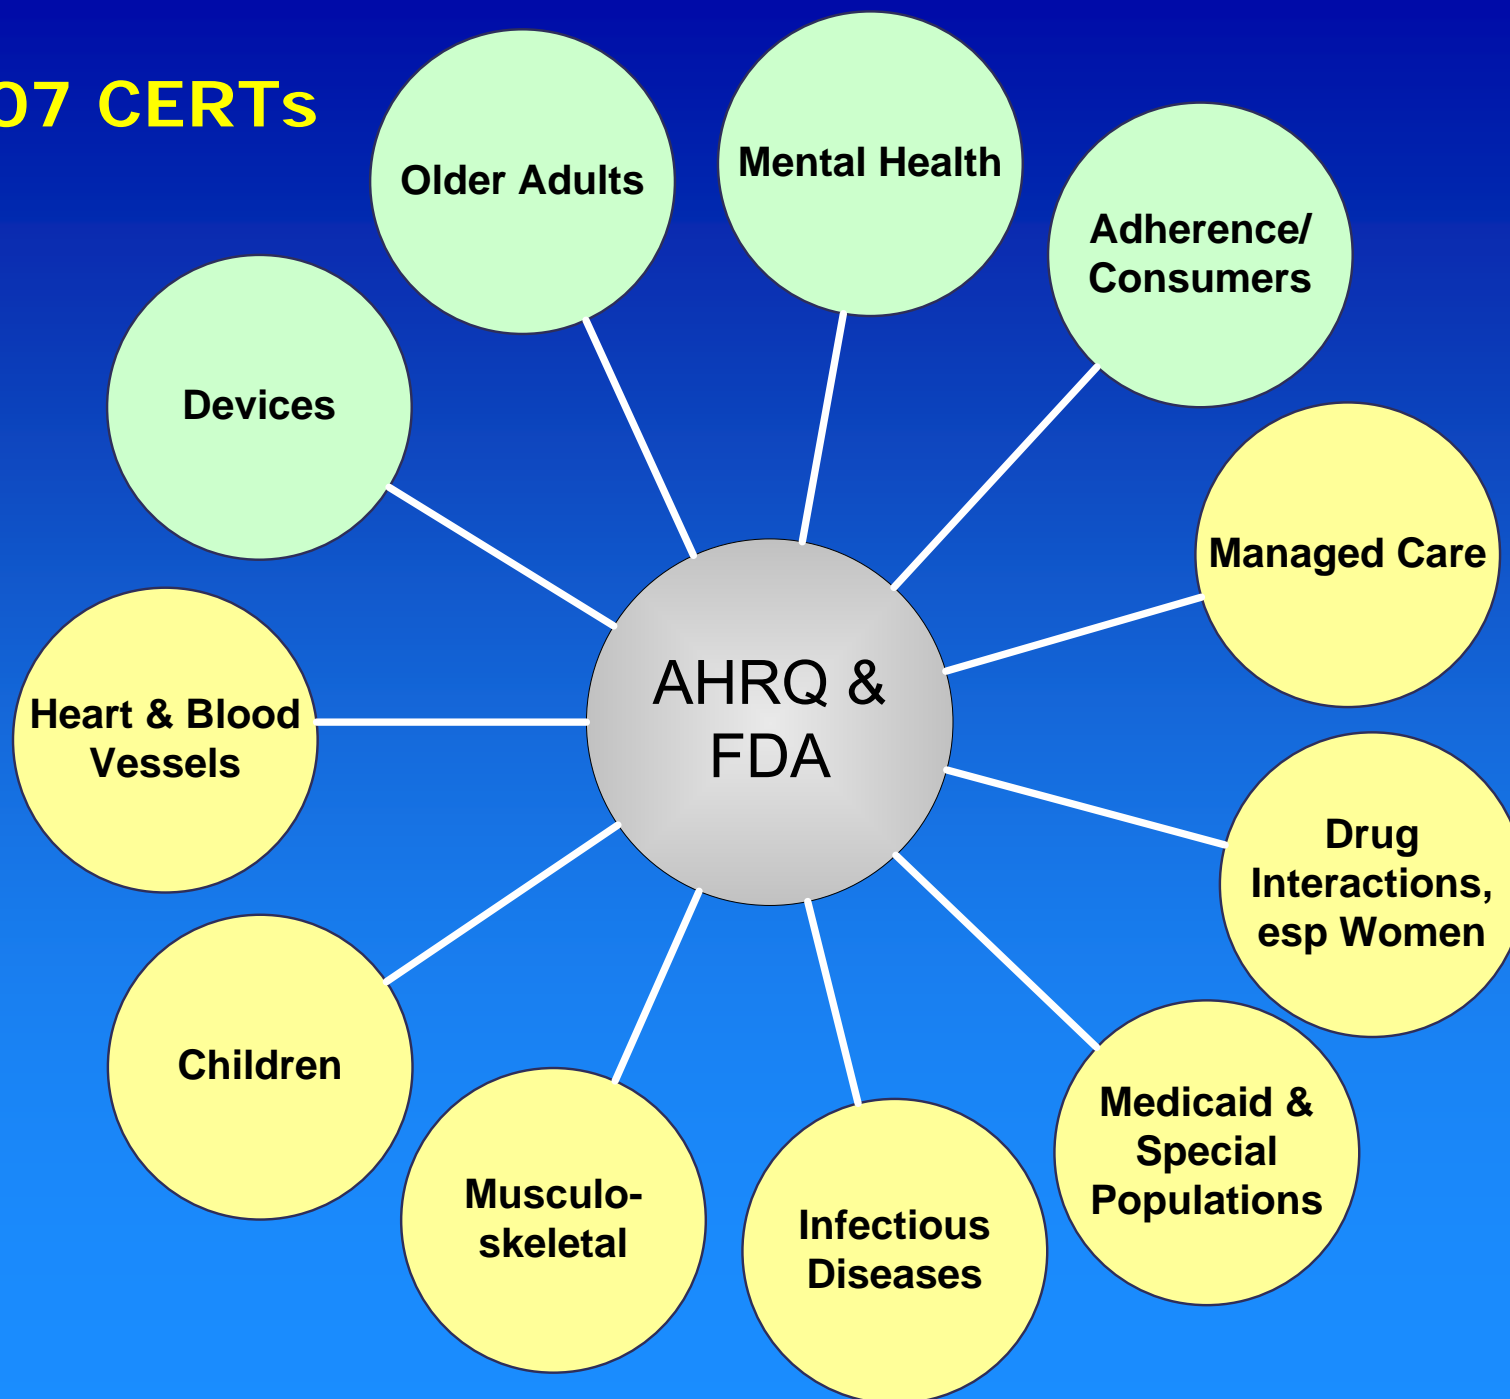 07 CERTs
Older Adults
Mental Health
Adherence/
Consumers
Devices
Managed Care
Heart & Blood
Vessels
AHRQ &
FDA
Drug
Interactions,
esp Women
Children
Medicaid &
Special
Populations
Musculo-
skeletal
Infectious
Diseases